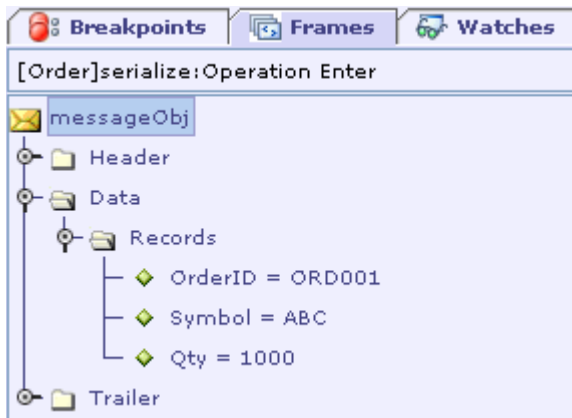 Breakpoints Frames Watches
[Order]serialize:Operation Enter
messageObj
Header
Data
Records
OrderID = ORD001
Symbol = ABC
Qty = 1000
Trailer